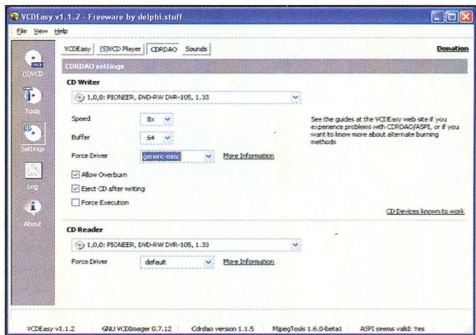 VCDEasy v1.1.2 - Freeware by delphi.stuff
File View Help
VCDEasy (S)VCD Player CDRDAO Sounds Donation
CDRDAO settings
(S)VCD
Tools
Settings
Log
About
CD Writer
1,0,0: PIONEER, DVD-RW DVR-105, 1.33
Speed 8x
Buffer 64
Force Driver generic-mmc More Information
See the guides at the VCDEasy web site if you
experience problems with CDRDAO/ASPI, or if you
want to know more about alternate burning
methods
Allow Overburn
Eject CD after writing
Force Execution
CD Devices known to work
CD Reader
1,0,0: PIONEER, DVD-RW DVR-105, 1.33
Force Driver default More Information
VCDEasy v1.1.2 GNU VCDImager 0.7.12 Cdrdao version 1.1.5 MjpegTools 1.6.0-beta1 ASPI seems valid: Yes